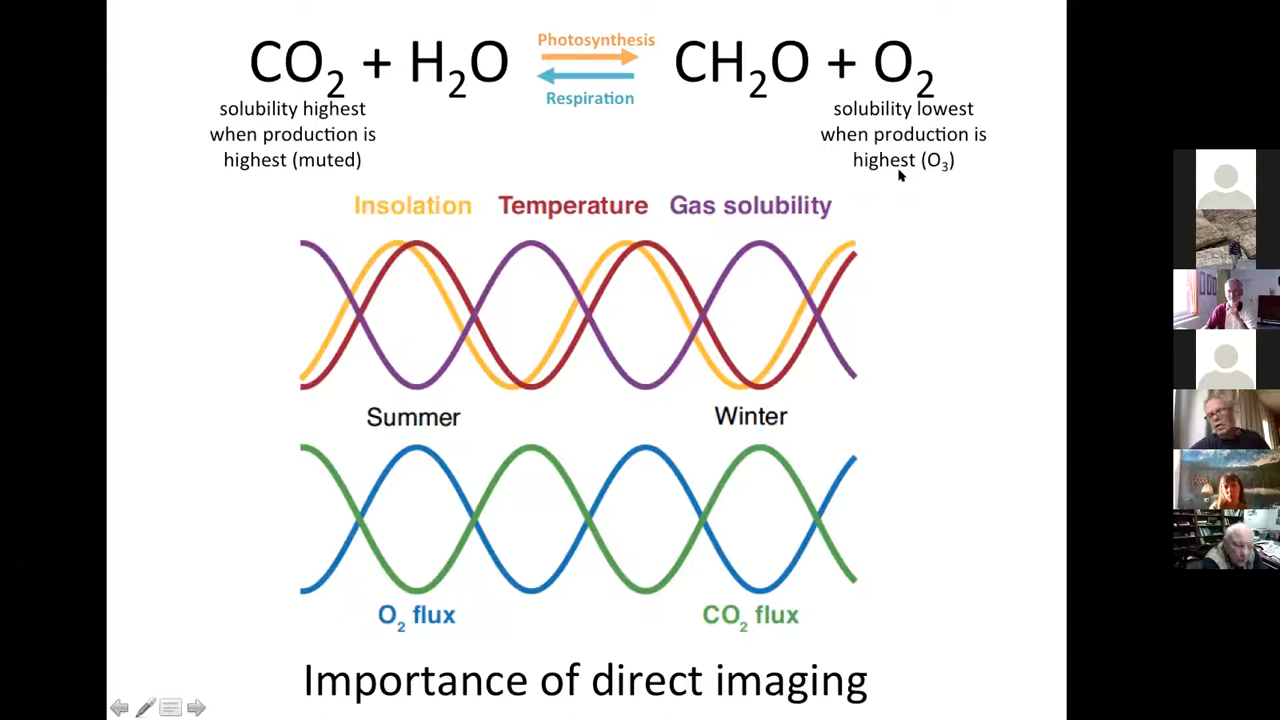 Photosynthesis
CO₂ + H₂O CH₂O + O₂
Respiration
solubility highest
when production is
highest (muted)
solubility lowest
when production is
highest (O₃)
Insolation Temperature Gas solubility
Summer Winter
O₂ flux CO₂ flux
Importance of direct imaging